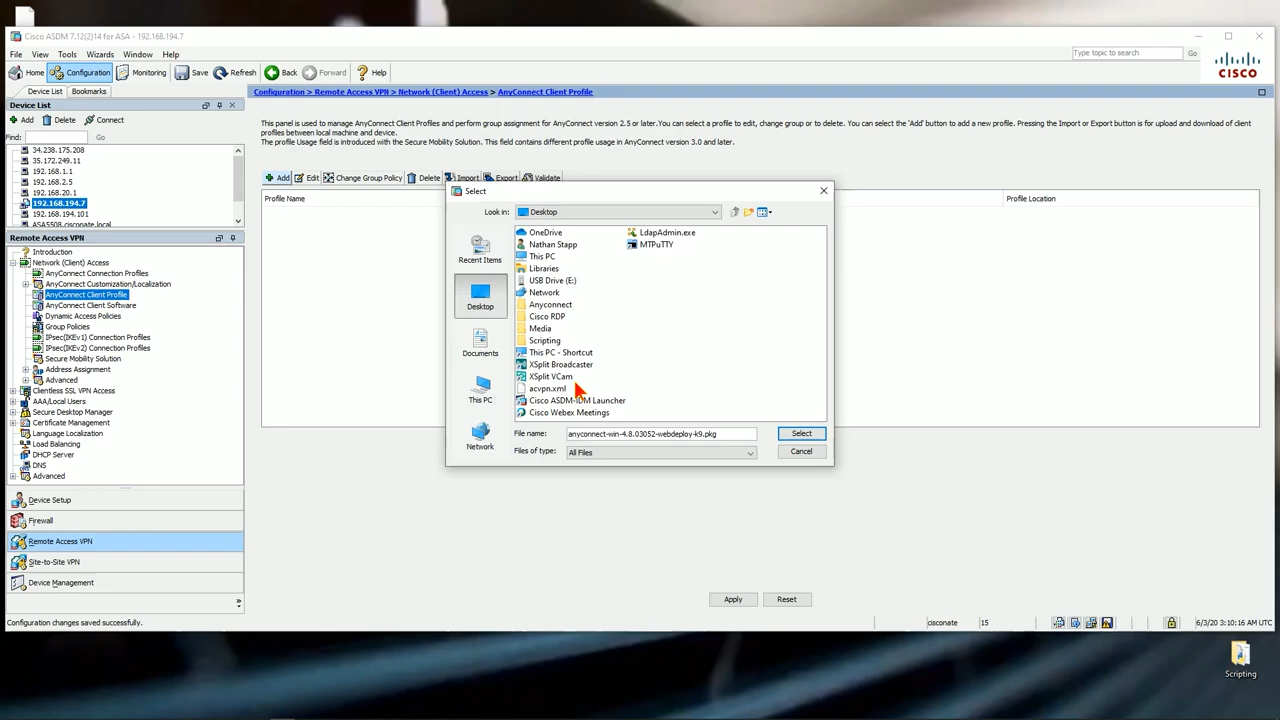 Cisco ASDM 7.12(2)14 for ASA - 192.168.194.7
File View Tools Wizards Window Help
Type topic to search Go
Home Configuration Monitoring Save Refresh Back Forward Help
CISCO
Device List Bookmarks
Configuration > Remote Access VPN > Network (Client) Access > AnyConnect Client Profile
Device List
Add Delete Connect
Find: Go
34.238.175.208
35.172.249.11
192.168.1.1
192.168.2.5
192.168.20.1
192.168.194.7
192.168.194.101
ASA5508.cisconate.local
Remote Access VPN
Introduction
Network (Client) Access
AnyConnect Connection Profiles
AnyConnect Customization/Localization
AnyConnect Client Profile
AnyConnect Client Software
Dynamic Access Policies
Group Policies
IPsec(IKEv1) Connection Profiles
IPsec(IKEv2) Connection Profiles
Secure Mobility Solution
Address Assignment
Advanced
Clientless SSL VPN Access
AAA/Local Users
Secure Desktop Manager
Certificate Management
Language Localization
Load Balancing
DHCP Server
DNS
Advanced
Device Setup
Firewall
Remote Access VPN
Site-to-Site VPN
Device Management
»
This panel is used to manage AnyConnect Client Profiles and perform group assignment for AnyConnect version 2.5 or later.You can select a profile to edit, change group or to delete. You can select the 'Add' button to add a new profile. Pressing the Import or Export button is for upload and download of client
profiles between local machine and device.
The profile Usage field is introduced with the Secure Mobility Solution. This field contains different profile usage in AnyConnect version 3.0 and later.
Add Edit Change Group Policy Delete Import Export Validate
Profile Name Profile Location
Select
Look in: Desktop
Recent Items
Desktop
Documents
This PC
Network
OneDrive
Nathan Stapp
This PC
Libraries
USB Drive (E:)
Network
Anyconnect
Cisco RDP
Media
Scripting
This PC - Shortcut
XSplit Broadcaster
XSplit VCam
acvpn.xml
Cisco ASDM-IDM Launcher
Cisco Webex Meetings
LdapAdmin.exe
MTPuTTY
File name: anyconnect-win-4.8.03052-webdeploy-k9.pkg Select
Files of type: All Files Cancel
Apply Reset
Configuration changes saved successfully. cisconate 15 6/3/20 3:10:16 AM UTC
Scripting